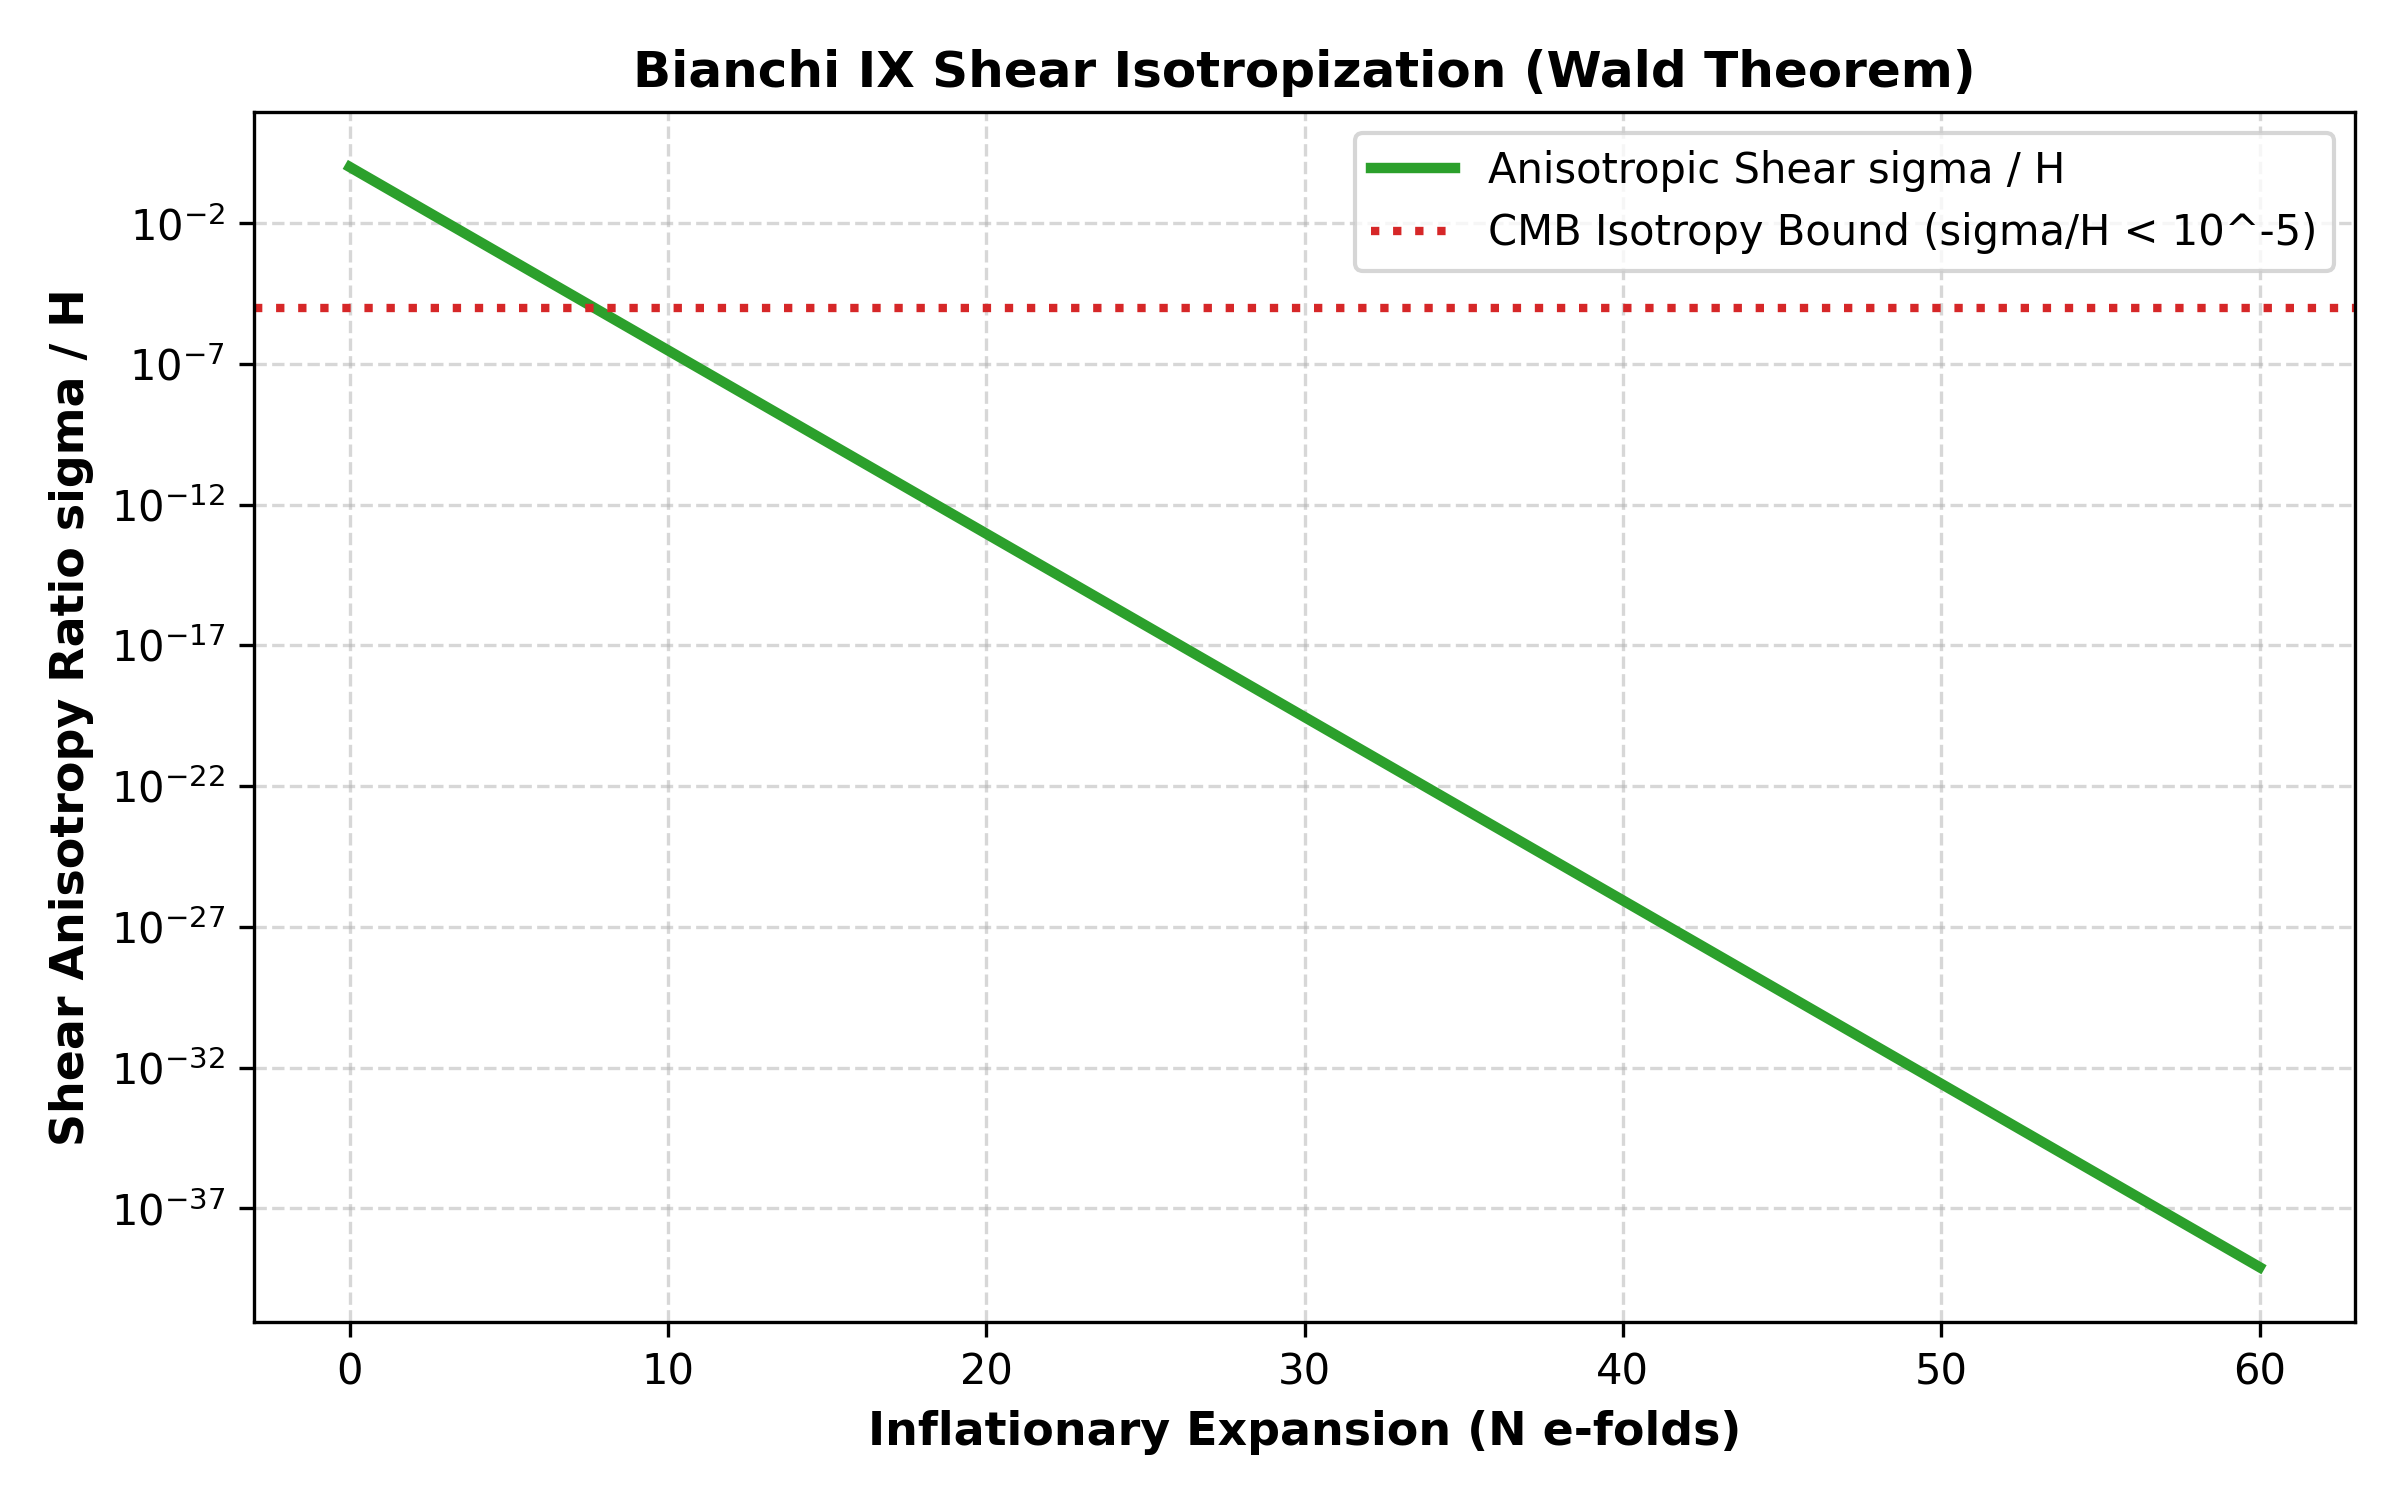 Bianchi IX Shear Isotropization (Wald Theorem)
Anisotropic Shear sigma / H
CMB Isotropy Bound (sigma/H < 10^-5)
Shear Anisotropy Ratio sigma / H
10⁻²
10⁻⁷
10⁻¹²
10⁻¹⁷
10⁻²²
10⁻²⁷
10⁻³²
10⁻³⁷
0 10 20 30 40 50 60
Inflationary Expansion (N e-folds)